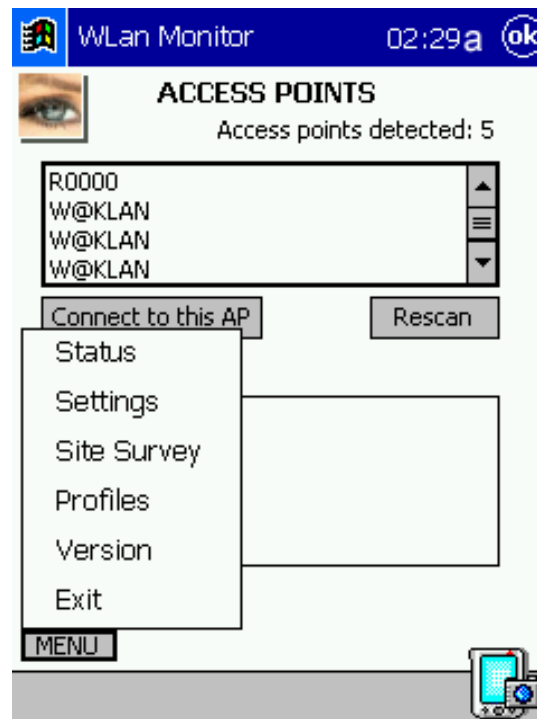 WLan Monitor 02:29a ok
ACCESS POINTS
Access points detected: 5
R0000
W@KLAN
W@KLAN
W@KLAN
Connect to this AP Rescan
Status
Settings
Site Survey
Profiles
Version
Exit
MENU